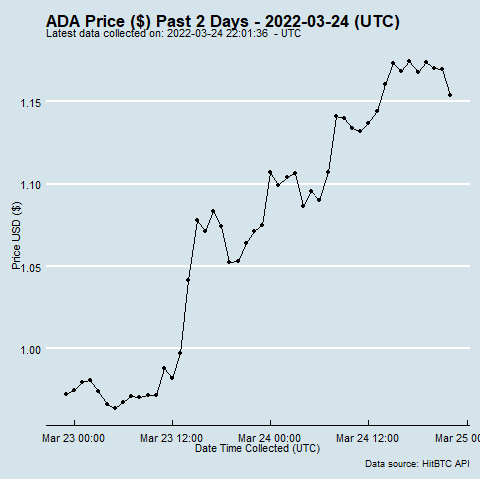 ADA Price ($) Past 2 Days - 2022-03-24 (UTC)
Latest data collected on: 2022-03-24 22:01:36 - UTC
1.15
1.10
1.05
1.00
Price USD ($)
Mar 23 00:00 Mar 23 12:00 Mar 24 00:00 Mar 24 12:00 Mar 25 00
Date Time Collected (UTC)
Data source: HitBTC API